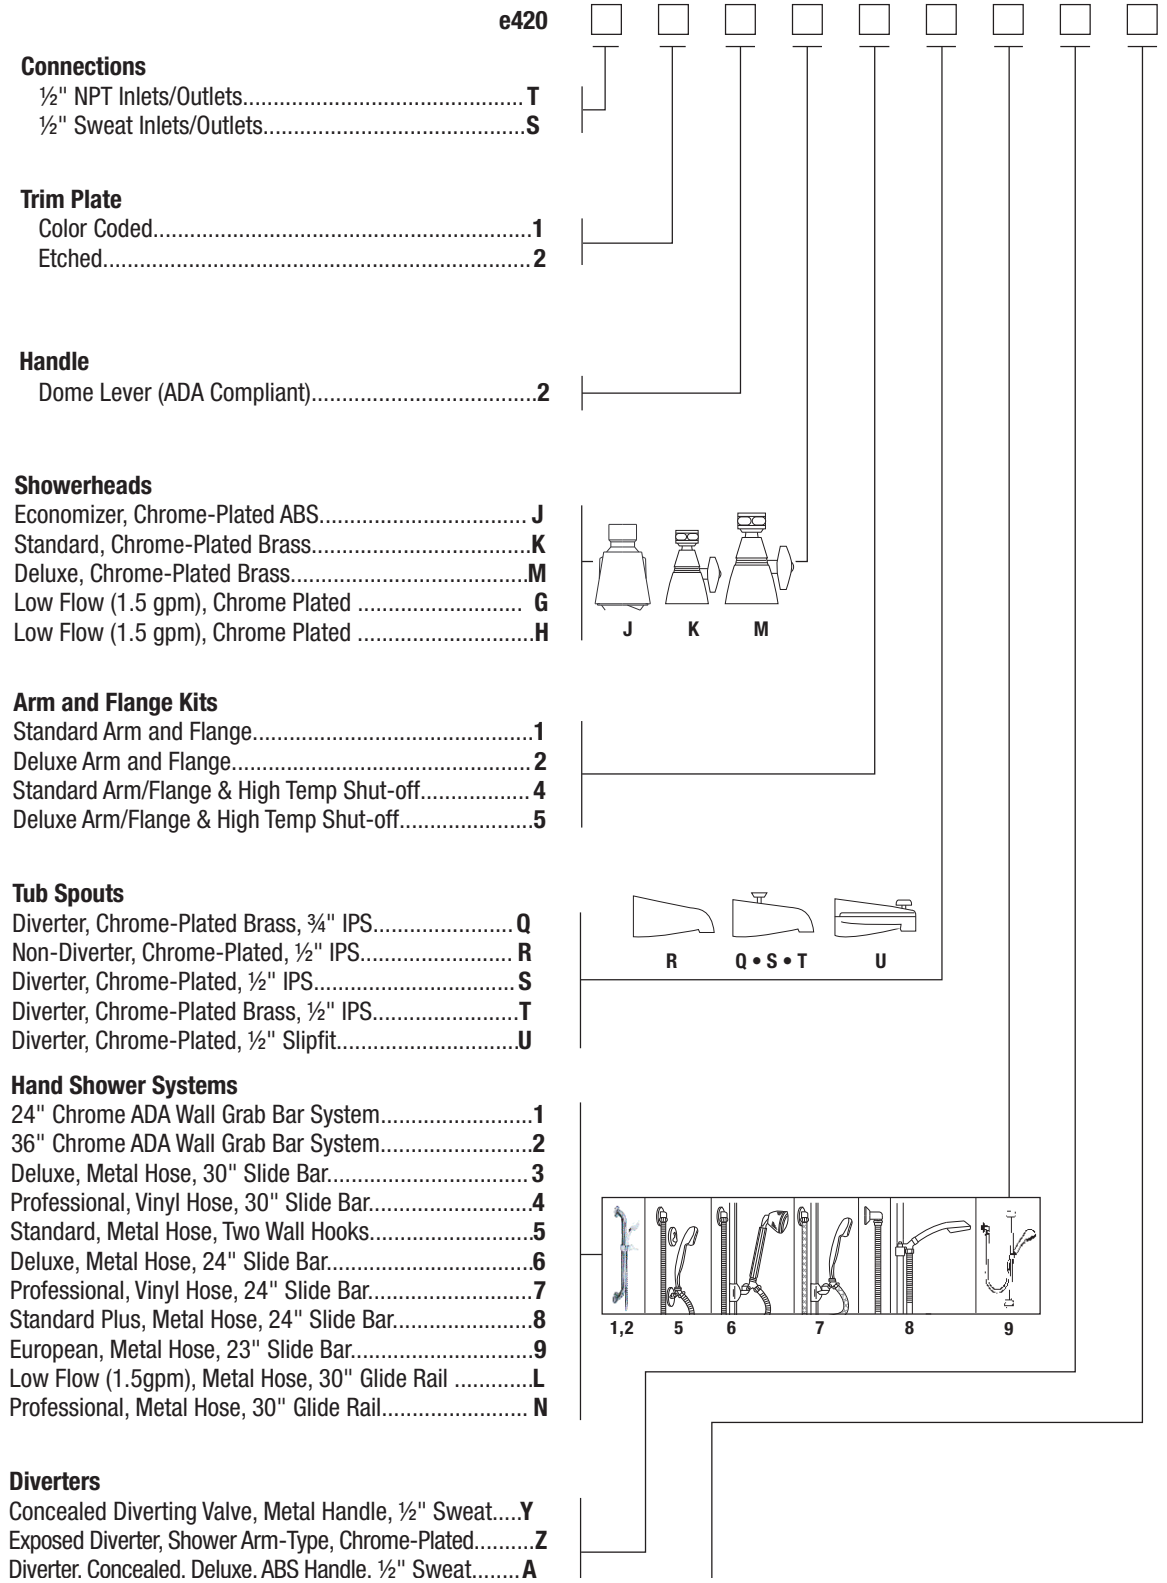 e420
Connections
½" NPT Inlets/Outlets..............................................T
½" Sweat Inlets/Outlets...........................................S
Trim Plate
Color Coded..............................................................1
Etched......................................................................2
Handle
Dome Lever (ADA Compliant).....................................2
Showerheads
Economizer, Chrome-Plated ABS.................................. J
Standard, Chrome-Plated Brass....................................K
Deluxe, Chrome-Plated Brass.......................................M
Low Flow (1.5 gpm), Chrome Plated ........................... G
Low Flow (1.5 gpm), Chrome Plated .............................H
J K M
Arm and Flange Kits
Standard Arm and Flange..............................................1
Deluxe Arm and Flange.................................................2
Standard Arm/Flange & High Temp Shut-off..................4
Deluxe Arm/Flange & High Temp Shut-off......................5
Tub Spouts
Diverter, Chrome-Plated Brass, ¾" IPS.......................Q
Non-Diverter, Chrome-Plated, ½" IPS......................... R
Diverter, Chrome-Plated, ½" IPS.................................S
Diverter, Chrome-Plated Brass, ½" IPS........................T
Diverter, Chrome-Plated, ½" Slipfit..............................U
R Q • S • T U
Hand Shower Systems
24" Chrome ADA Wall Grab Bar System.........................1
36" Chrome ADA Wall Grab Bar System.........................2
Deluxe, Metal Hose, 30" Slide Bar.................................3
Professional, Vinyl Hose, 30" Slide Bar..........................4
Standard, Metal Hose, Two Wall Hooks..........................5
Deluxe, Metal Hose, 24" Slide Bar.................................6
Professional, Vinyl Hose, 24" Slide Bar..........................7
Standard Plus, Metal Hose, 24" Slide Bar.......................8
European, Metal Hose, 23" Slide Bar..............................9
Low Flow (1.5gpm), Metal Hose, 30" Glide Rail .............L
Professional, Metal Hose, 30" Glide Rail........................ N
1,2 5 6 7 8 9
Diverters
Concealed Diverting Valve, Metal Handle, ½" Sweat.....Y
Exposed Diverter, Shower Arm-Type, Chrome-Plated..........Z
Diverter, Concealed, Deluxe, ABS Handle, ½" Sweat........A